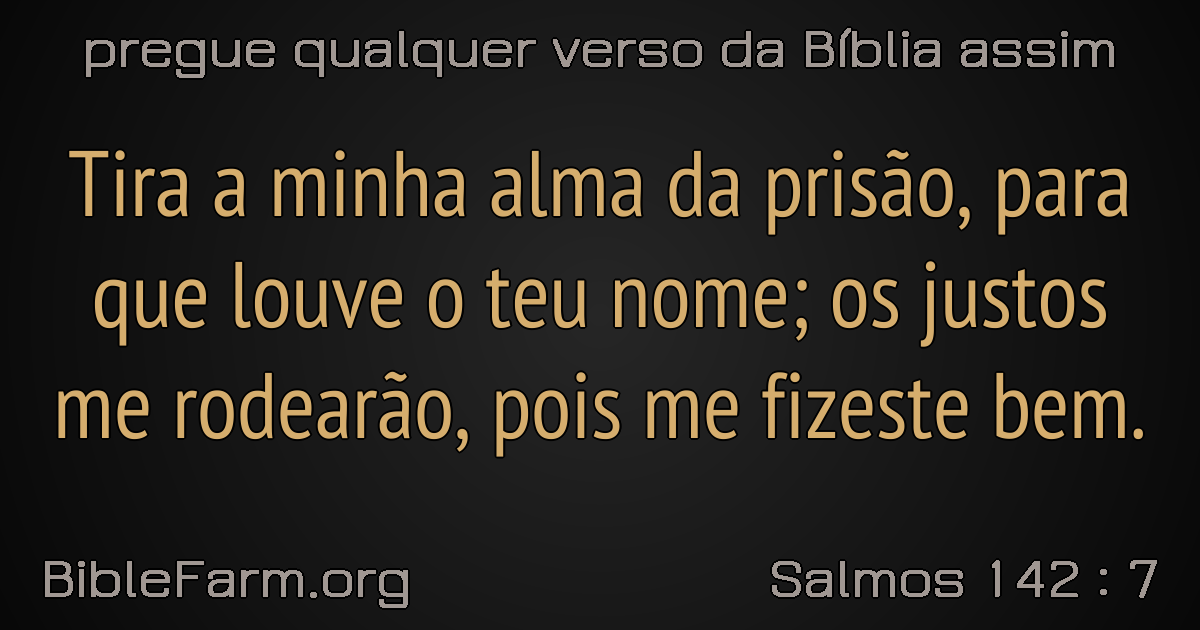 pregue qualquer verso da Bíblia assim
Tira a minha alma da prisão, para
que louve o teu nome; os justos
me rodearão, pois me fizeste bem.
BibleFarm.org
Salmos 142 : 7